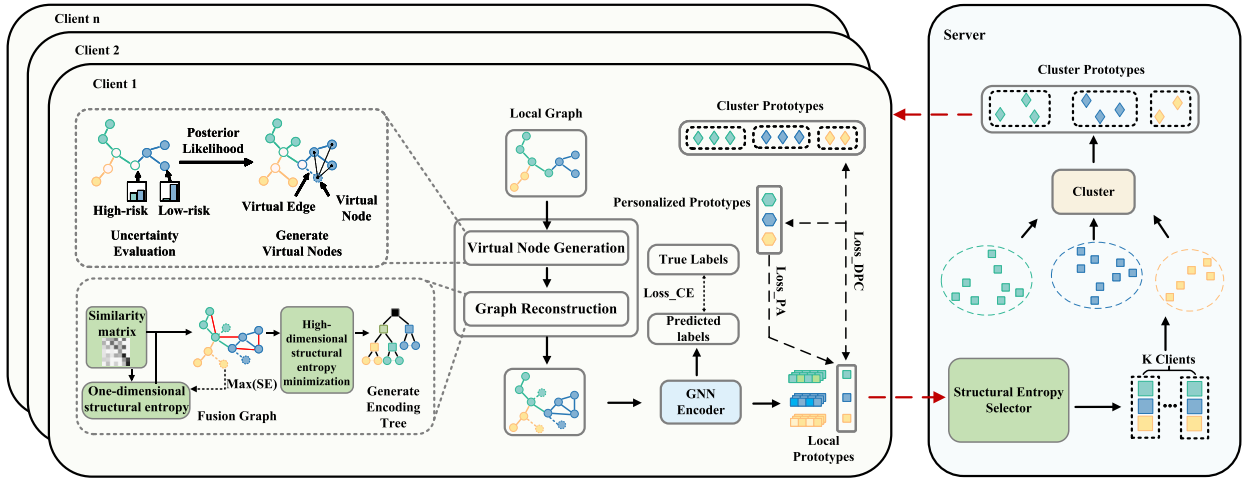 Client n
Client 2
Client 1
Posterior
Likelihood
High-risk
Low-risk
Virtual Edge
Virtual
Node
Uncertainty
Evaluation
Generate
Virtual Nodes
Similarity
matrix
One-dimensional
structural entropy
Max(SE)
Fusion Graph
High-
dimensional
structural
entropy
minimization
Generate
Encoding
Tree
Local Graph
Virtual Node Generation
Graph Reconstruction
True Labels
Loss_CE
Predicted
labels
GNN
Encoder
Cluster Prototypes
Personalized Prototypes
Loss_PA
Loss_DPC
Local
Prototypes
Server
Cluster Prototypes
Cluster
K Clients
Structural Entropy
Selector